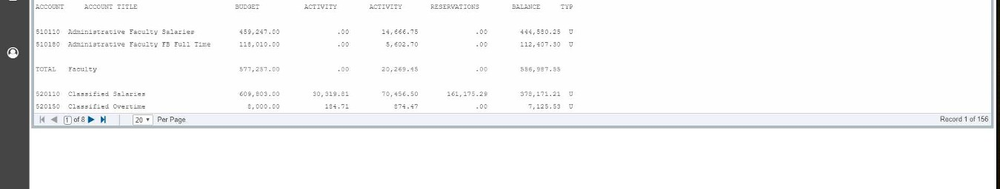 ACCOUNT ACCOUNT TITLE BUDGET ACTIVITY ACTIVITY RESERVATIONS BALANCE TYP
510110 Administrative Faculty Salaries 459,247.00 .00 14,666.75 .00 444,580.25 U
510180 Administrative Faculty FB Full Time 118,010.00 .00 5,602.70 .00 112,407.30 U
TOTAL Faculty 577,257.00 .00 20,269.45 .00 556,987.55
520110 Classified Salaries 609,803.00 30,319.81 70,456.50 161,175.29 378,171.21 U
520150 Classified Overtime 8,000.00 184.71 874.47 .00 7,125.53 U
1 of 8 20 Per Page Record 1 of 156